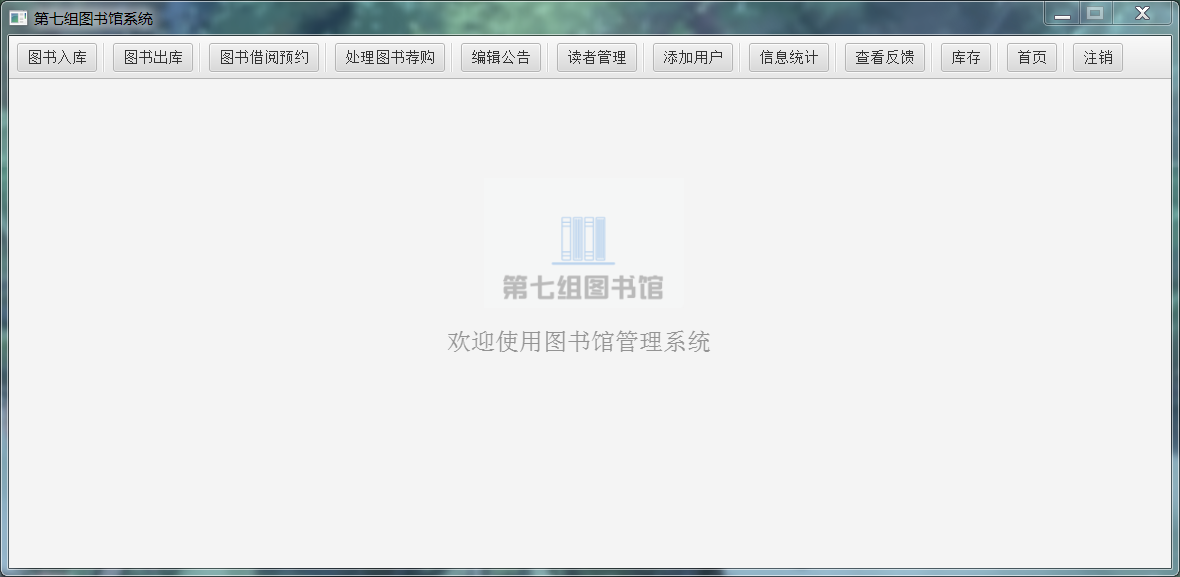 第七组图书馆系统
图书入库 图书出库 图书借阅预约 处理图书荐购 编辑公告 读者管理 添加用户 信息统计 查看反馈 库存 首页 注销
第七组图书馆
欢迎使用图书馆管理系统